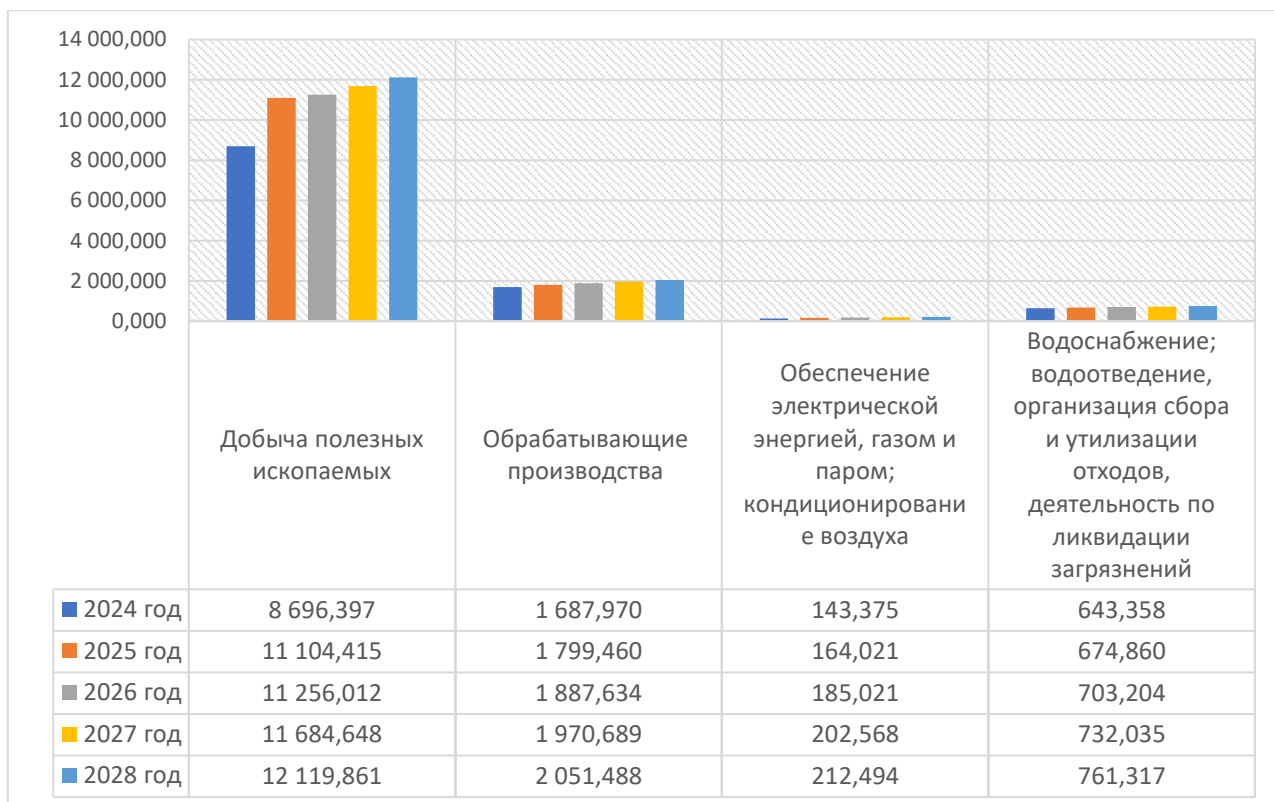 14 000,000
12 000,000
10 000,000
8 000,000
6 000,000
4 000,000
2 000,000
0,000
Добыча полезных
ископаемых
Обрабатывающие
производства
Обеспечение
электрической
энергией, газом и
паром;
кондиционировани
е воздуха
Водоснабжение;
водоотведение,
организация сбора
и утилизации
отходов,
деятельность по
ликвидации
загрязнений
2024 год 8 696,397 1 687,970 143,375 643,358
2025 год 11 104,415 1 799,460 164,021 674,860
2026 год 11 256,012 1 887,634 185,021 703,204
2027 год 11 684,648 1 970,689 202,568 732,035
2028 год 12 119,861 2 051,488 212,494 761,317